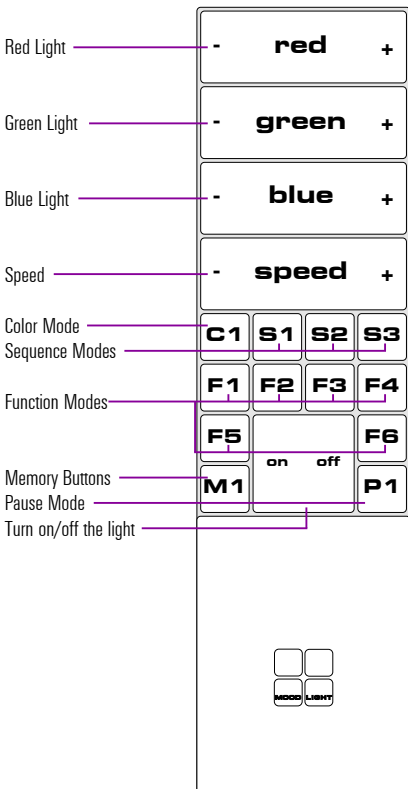 Red Light - red +
Green Light - green +
Blue Light - blue +
Speed - speed +
Color Mode C1 S1 S2 S3
Sequence Modes
F1 F2 F3 F4
Function Modes
F5 F6
on off
Memory Buttons M1 P1
Pause Mode
Turn on/off the light
MOOD LIGHT